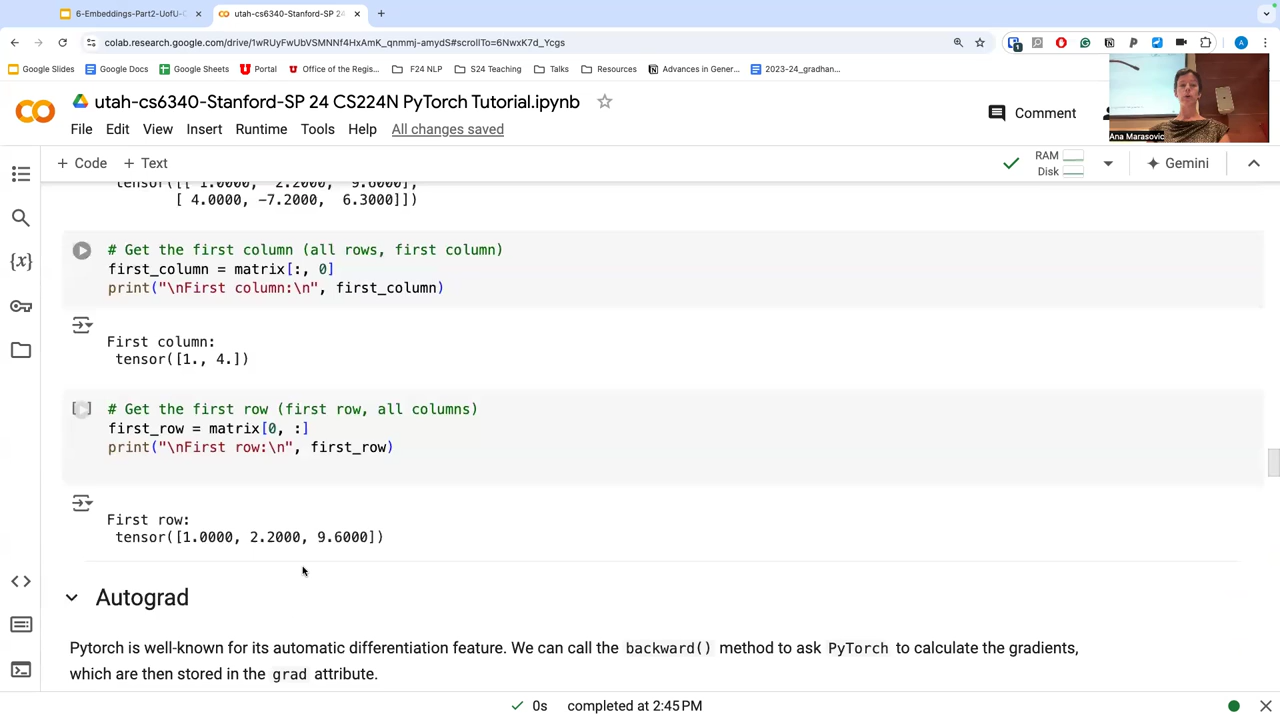 6-Embeddings-Part2-UofU-C
utah-cs6340-Stanford-SP 24
colab.research.google.com/drive/1wRUyFwUbVSMNNf4HxAmK_qnmmj-amydS#scrollTo=6NwxK7d_Ycgs
Google Slides
Google Docs
Google Sheets
Portal
Office of the Regis...
F24 NLP
S24 Teaching
Talks
Resources
Advances in Gener...
2023-24_gradhan...
utah-cs6340-Stanford-SP 24 CS224N PyTorch Tutorial.ipynb
Comment
Ana Marasovic
File Edit View Insert Runtime Tools Help All changes saved
+ Code + Text
RAM
Disk
Gemini
tensor([[ 1.0000, 2.2000, 9.6000],
[ 4.0000, -7.2000, 6.3000]])
# Get the first column (all rows, first column)
first_column = matrix[:, 0]
print("\nFirst column:\n", first_column)
First column:
tensor([1., 4.])
[ ] # Get the first row (first row, all columns)
first_row = matrix[0, :]
print("\nFirst row:\n", first_row)
First row:
tensor([1.0000, 2.2000, 9.6000])
Autograd
Pytorch is well-known for its automatic differentiation feature. We can call the backward() method to ask PyTorch to calculate the gradients,
which are then stored in the grad attribute.
0s completed at 2:45 PM